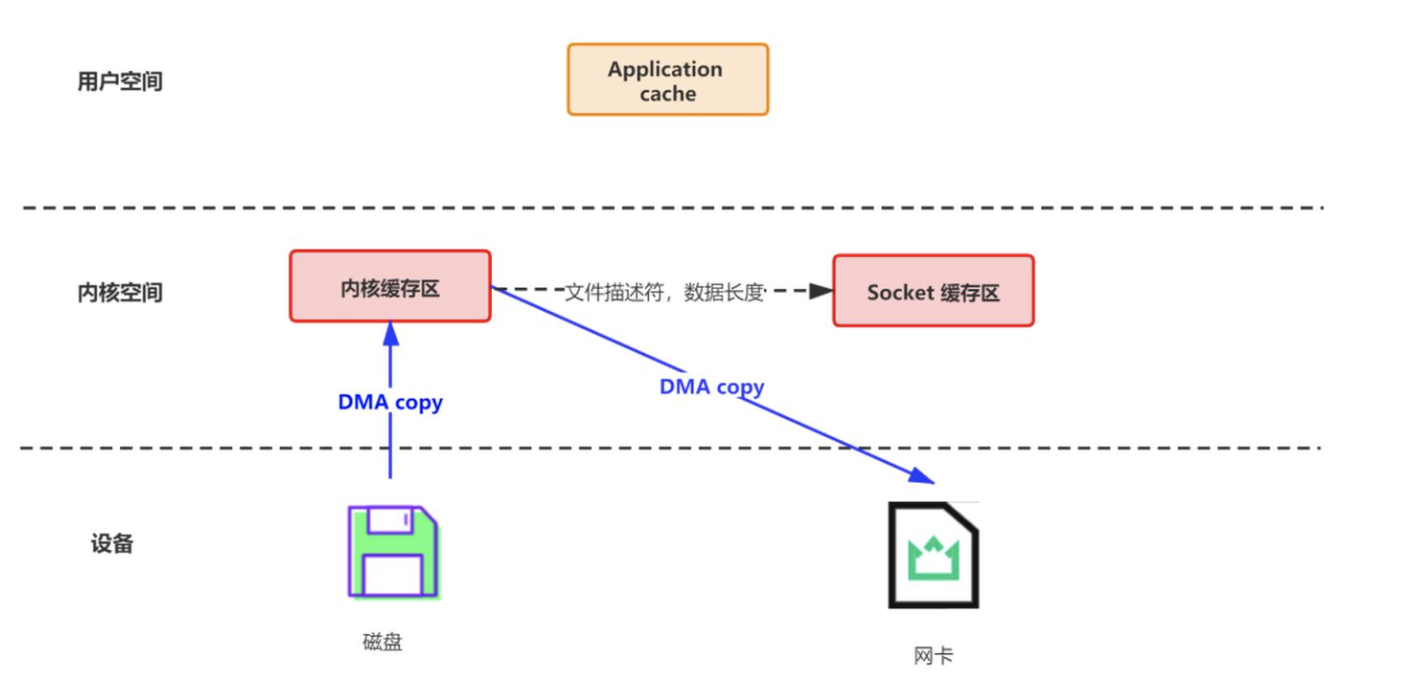 用户空间
Application
cache
内核空间
内核缓存区
文件描述符，数据长度
Socket 缓存区
DMA copy
DMA copy
设备
磁盘
网卡